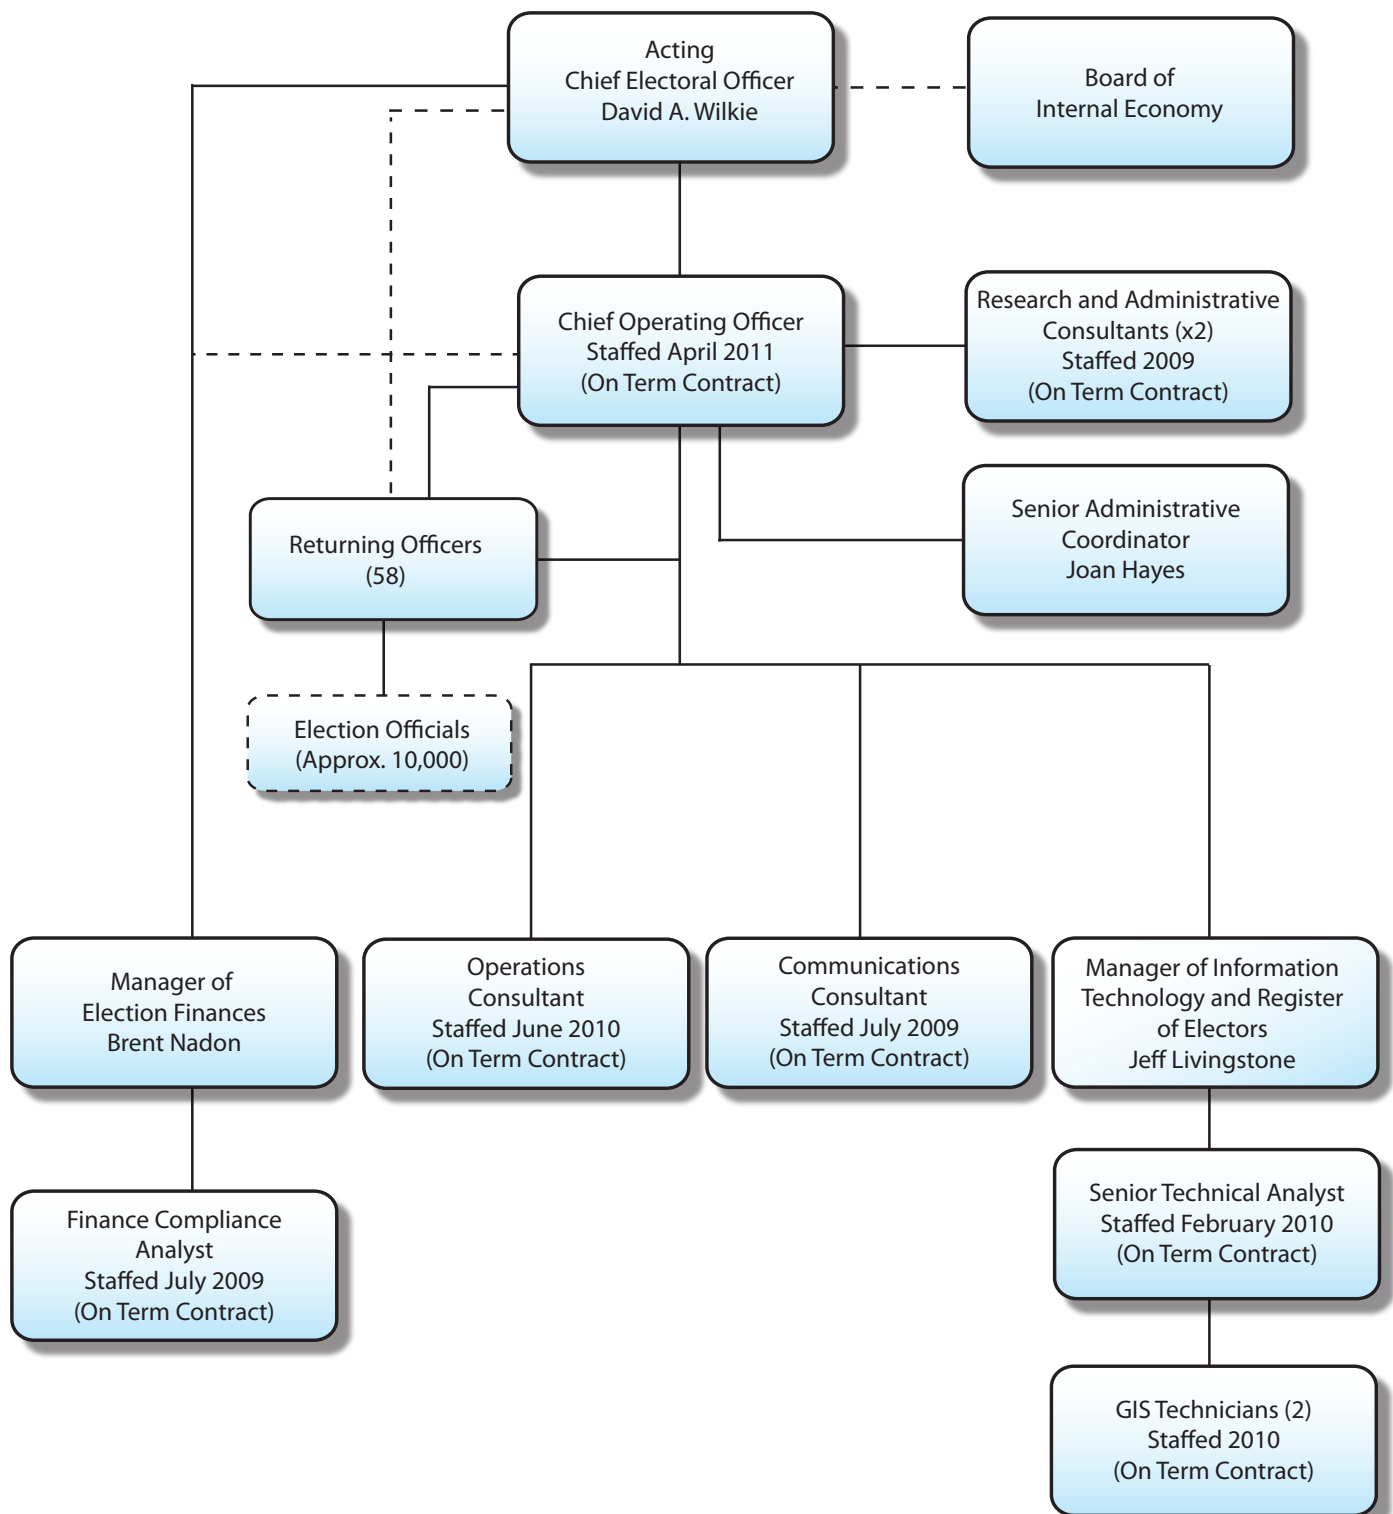 Acting
Chief Electoral Officer
David A. Wilkie
Board of
Internal Economy
Chief Operating Officer
Staffed April 2011
(On Term Contract)
Research and Administrative
Consultants (x2)
Staffed 2009
(On Term Contract)
Senior Administrative
Coordinator
Joan Hayes
Returning Officers
(58)
Election Officials
(Approx. 10,000)
Manager of
Election Finances
Brent Nadon
Operations
Consultant
Staffed June 2010
(On Term Contract)
Communications
Consultant
Staffed July 2009
(On Term Contract)
Manager of Information
Technology and Register
of Electors
Jeff Livingstone
Finance Compliance
Analyst
Staffed July 2009
(On Term Contract)
Senior Technical Analyst
Staffed February 2010
(On Term Contract)
GIS Technicians (2)
Staffed 2010
(On Term Contract)